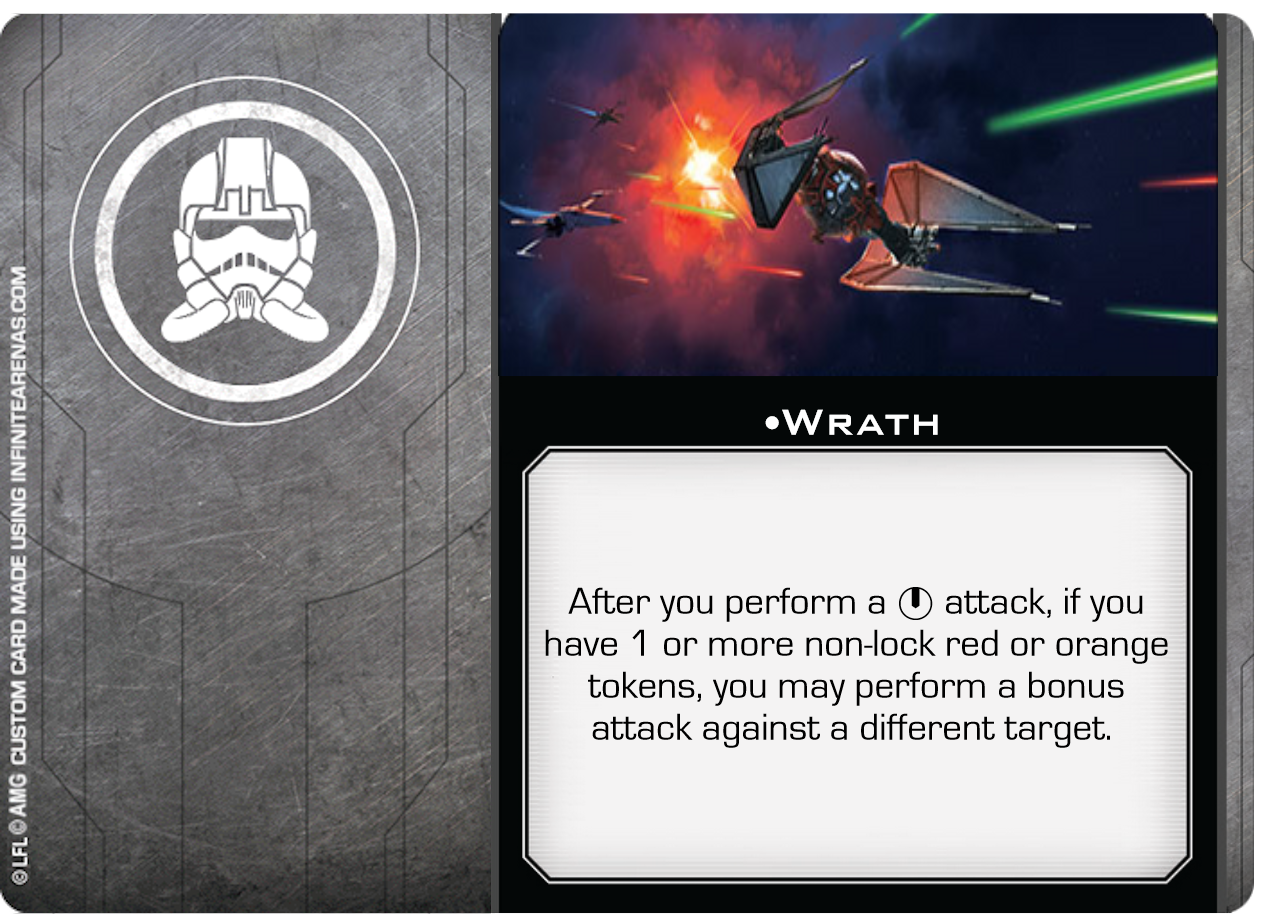 ©LFL ©AMG CUSTOM CARD MADE USING INFINITEARENAS.COM
•WRATH
After you perform a attack, if you
have 1 or more non-lock red or orange
tokens, you may perform a bonus
attack against a different target.